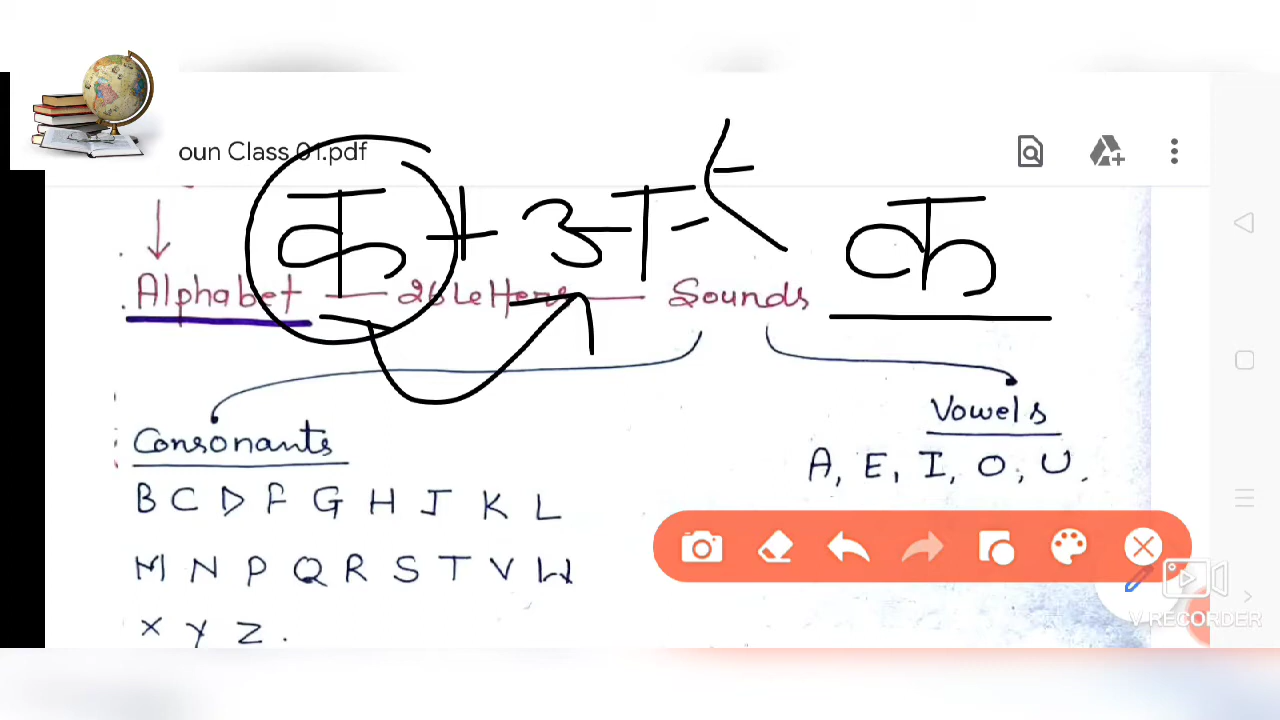 oun Class 01.pdf
क् + अ = क
Alphabet — 26 Letters — Sounds
Consonants
Vowels
A, E, I, O, U.
B C D F G H J K L
M N P Q R S T V W
X Y Z.
V RECORDER